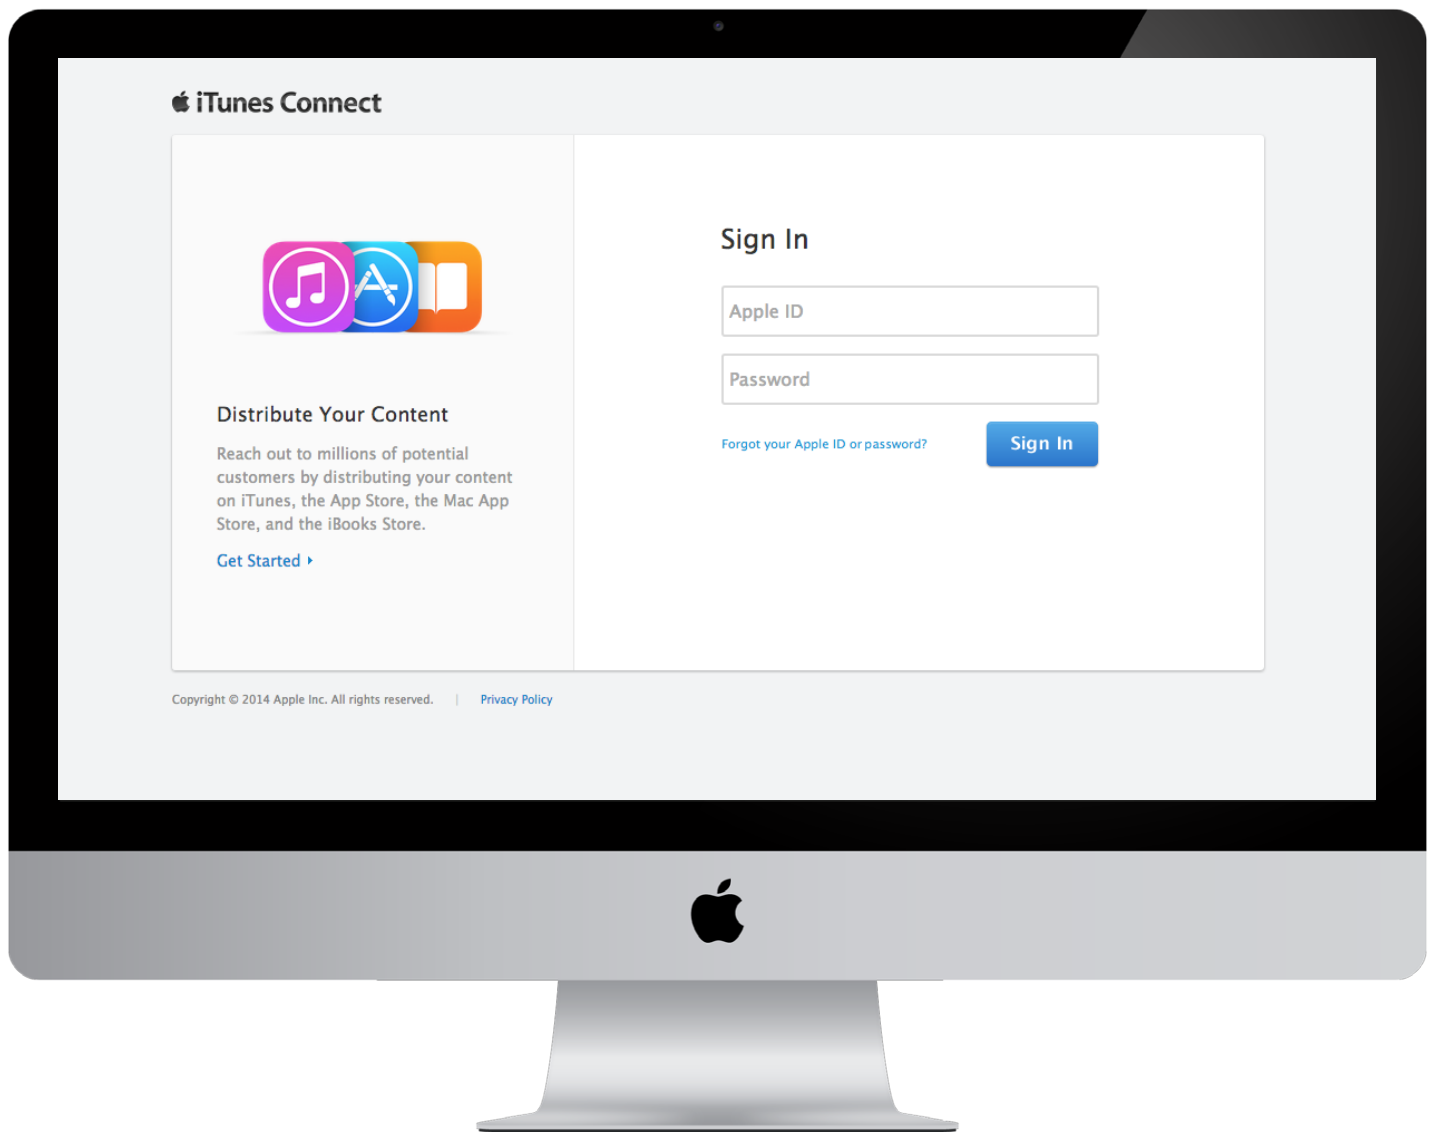 iTunes Connect
Sign In
Apple ID
Password
Forgot your Apple ID or password?
Sign In
Distribute Your Content
Reach out to millions of potential
customers by distributing your content
on iTunes, the App Store, the Mac App
Store, and the iBooks Store.
Get Started
Copyright © 2014 Apple Inc. All rights reserved. | Privacy Policy